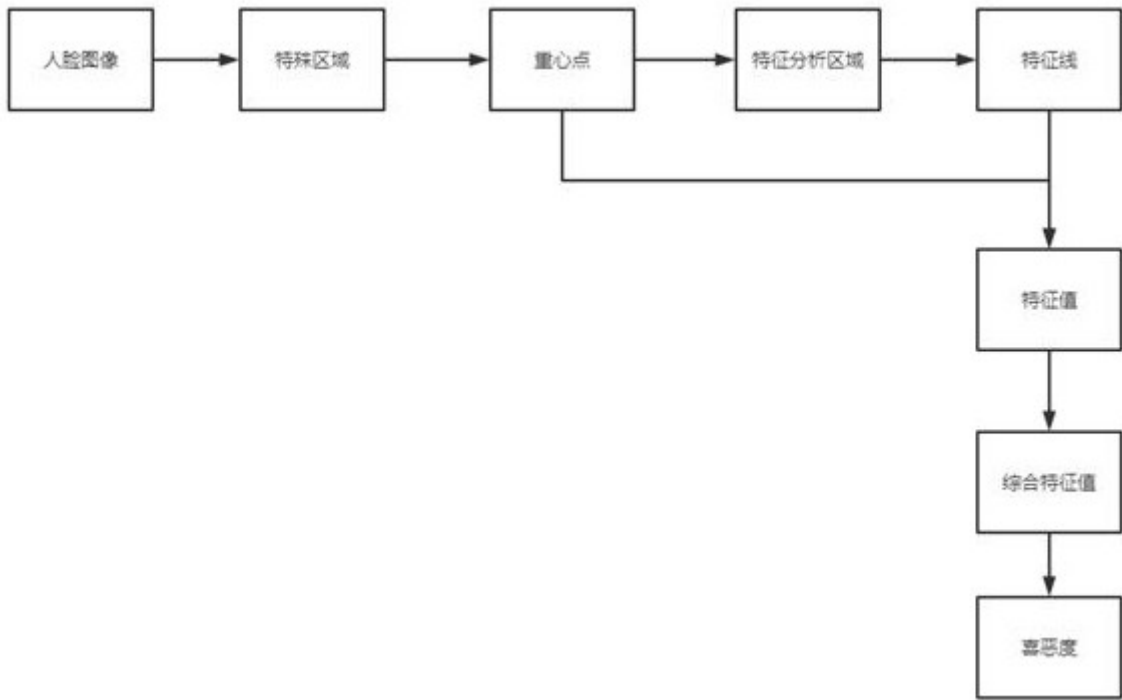 人脸图像
特殊区域
重心点
特征分析区域
特征线
特征值
综合特征值
喜恶度